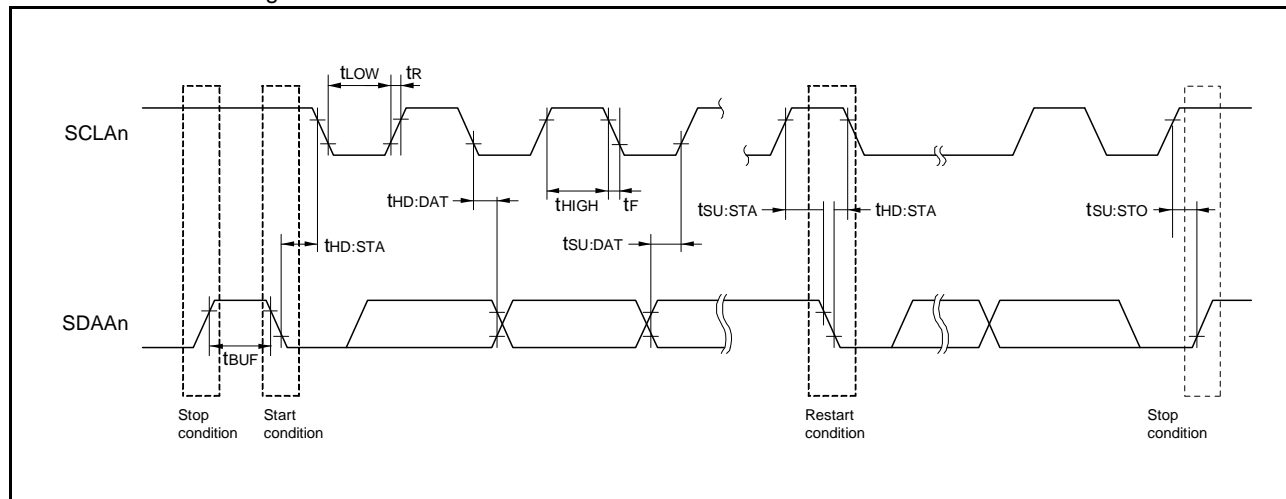 tLOW
tR
SCLAn
tHD:DAT
tHIGH
tF
tSU:STA
tHD:STA
tSU:STO
tHD:STA
tSU:DAT
SDAAn
tBUF
Stop
condition
Start
condition
Restart
condition
Stop
condition